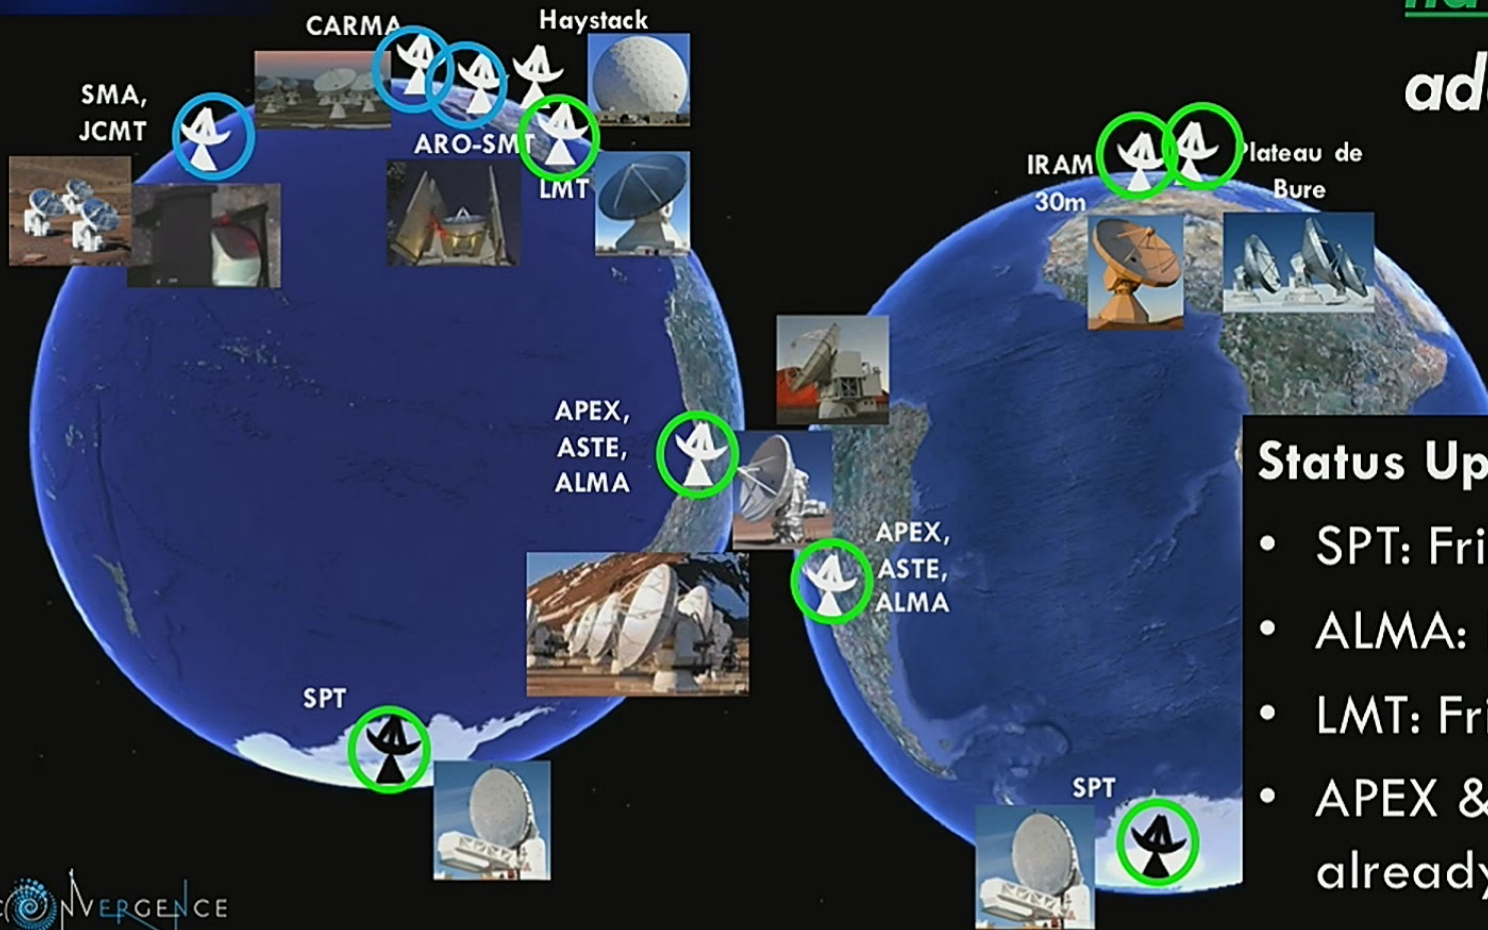 CARMA
Haystack
SMA,
JCMT
ARO-SMT
LMT
IRAM
30m
Plateau de
Bure
APEX,
ASTE,
ALMA
APEX,
ASTE,
ALMA
SPT
SPT
Status Up
• SPT: Fri
• ALMA:
• LMT: Fri
• APEX &
already
CONVERGENCE